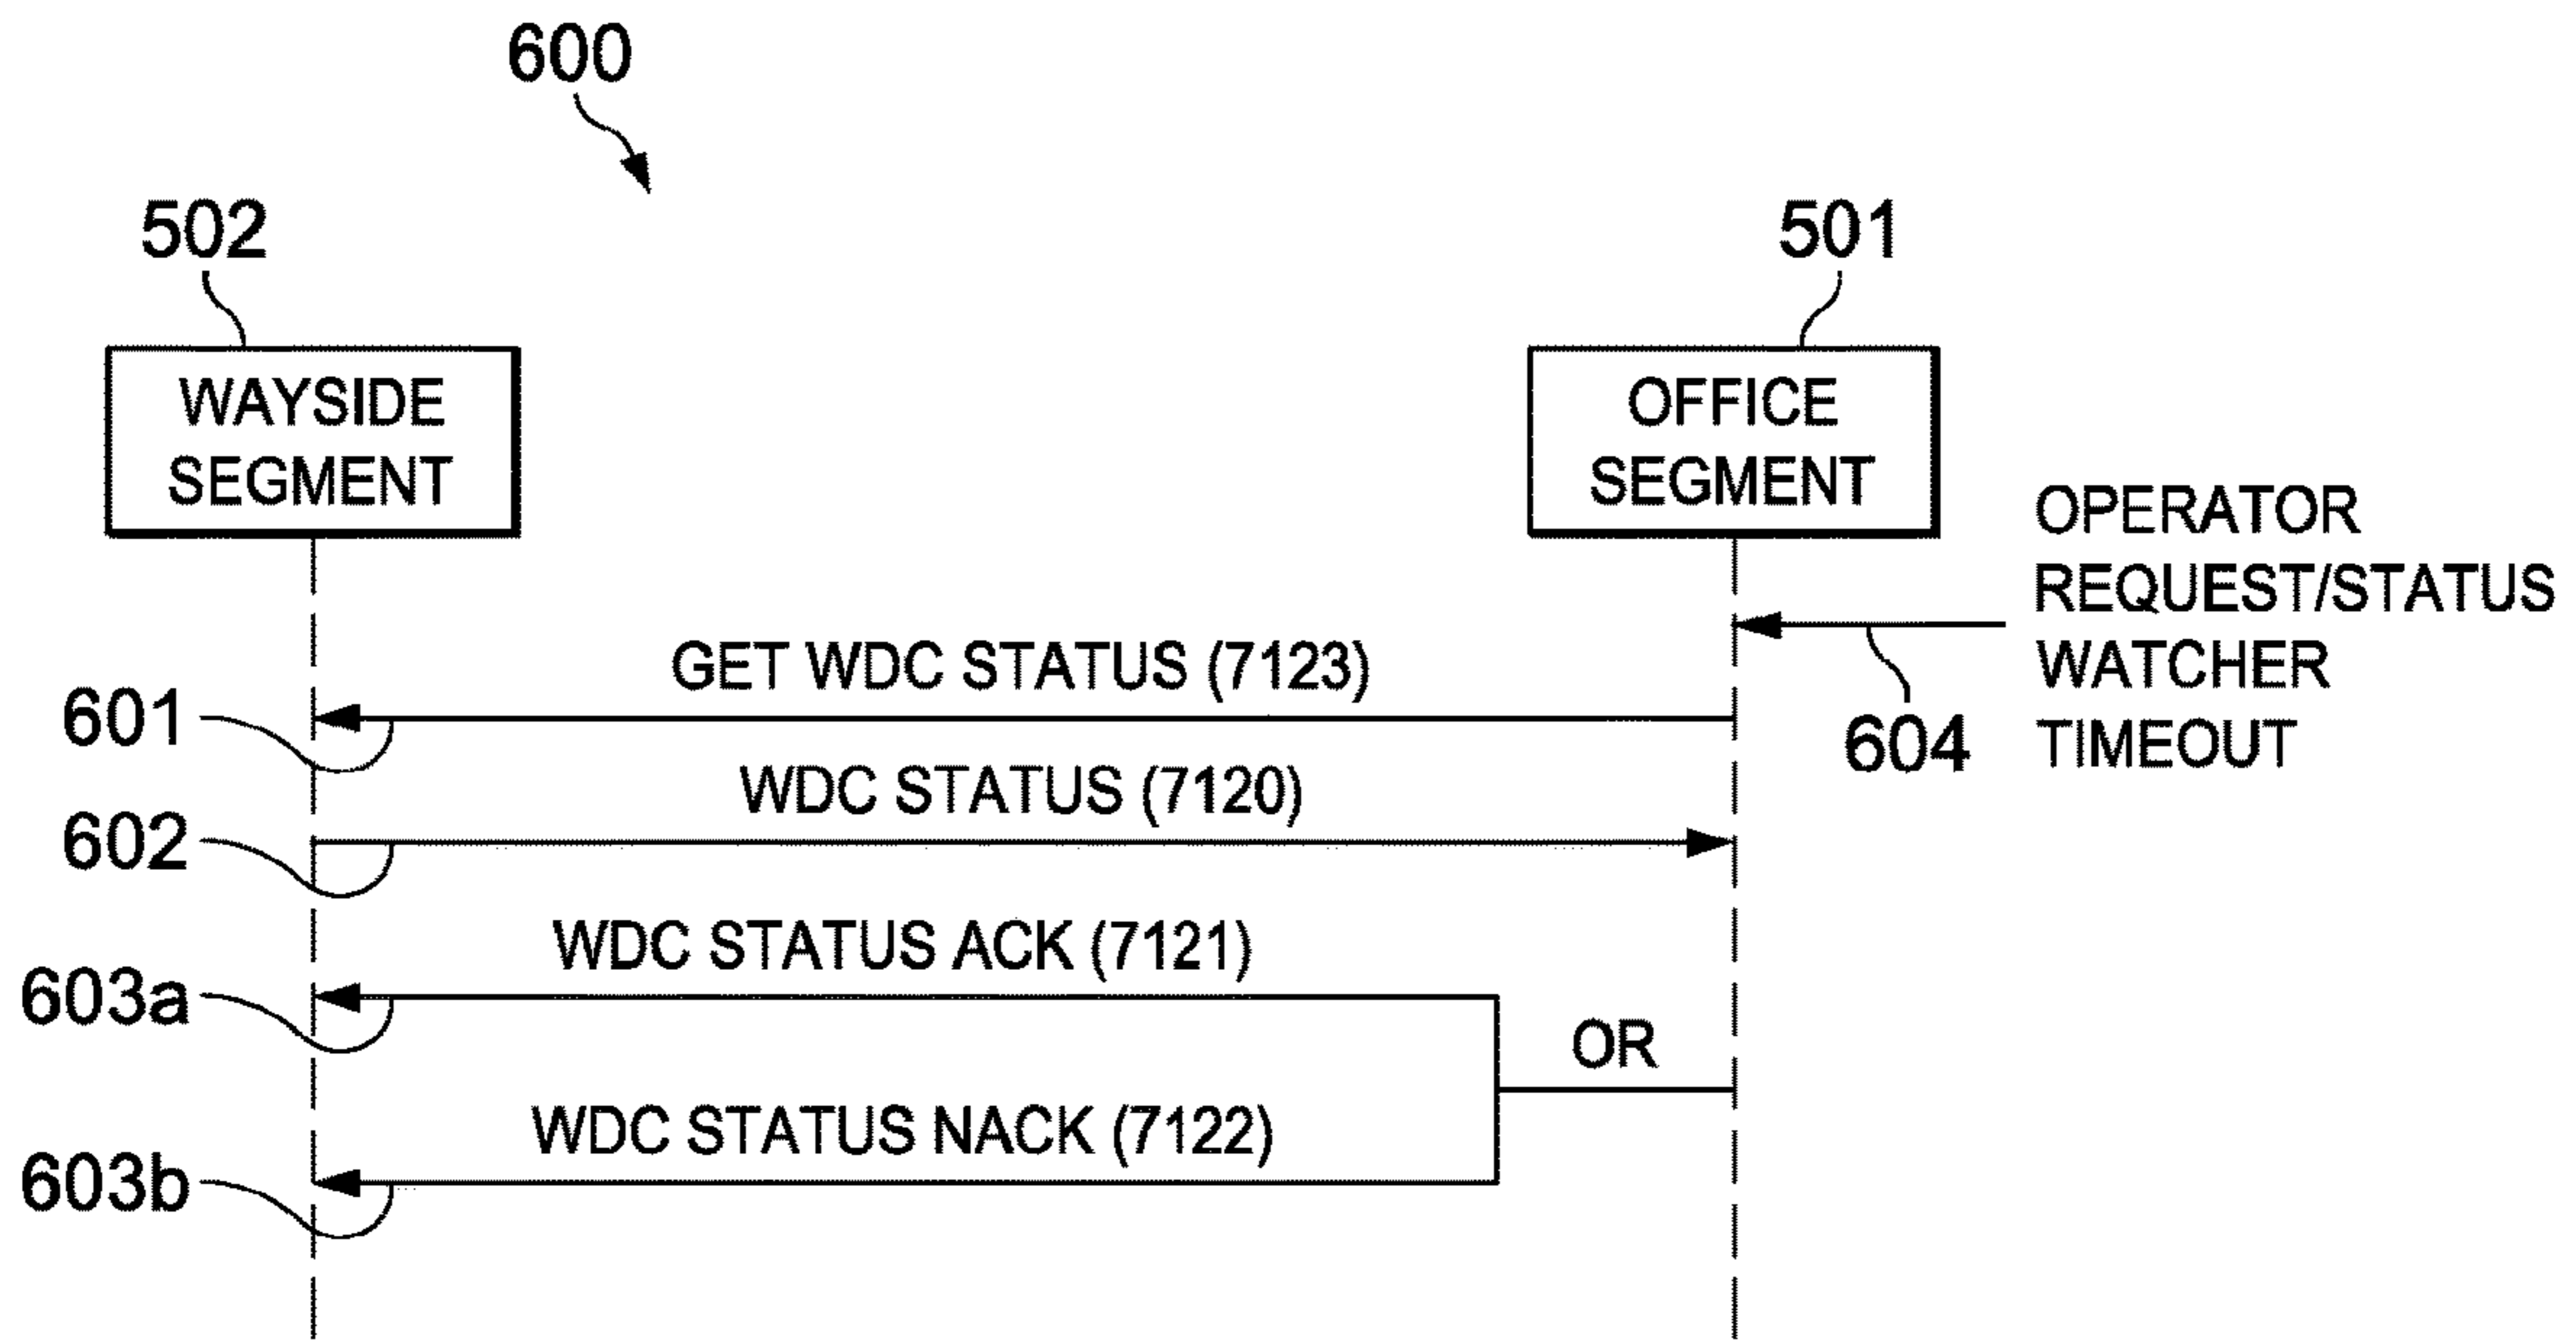 600
502
501
WAYSIDE
SEGMENT
OFFICE
SEGMENT
OPERATOR
REQUEST/STATUS
WATCHER
TIMEOUT
604
GET WDC STATUS (7123)
601
WDC STATUS (7120)
602
WDC STATUS ACK (7121)
603a
OR
WDC STATUS NACK (7122)
603b